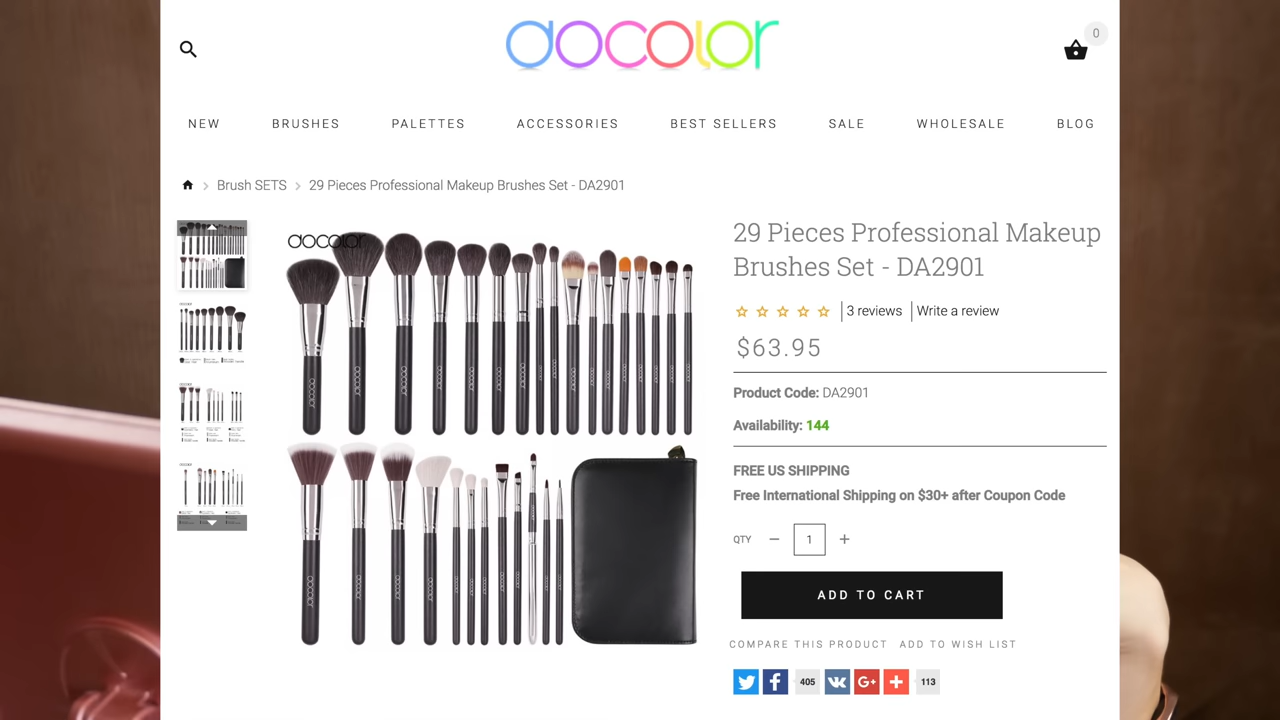 docolor
0
NEW BRUSHES PALETTES ACCESSORIES BEST SELLERS SALE WHOLESALE BLOG
Brush SETS 29 Pieces Professional Makeup Brushes Set - DA2901
docolor
29 Pieces Professional Makeup
Brushes Set - DA2901
3 reviews Write a review
$63.95
Product Code: DA2901
Availability: 144
FREE US SHIPPING
Free International Shipping on $30+ after Coupon Code
QTY − 1 +
ADD TO CART
COMPARE THIS PRODUCT ADD TO WISH LIST
405 G+ 113